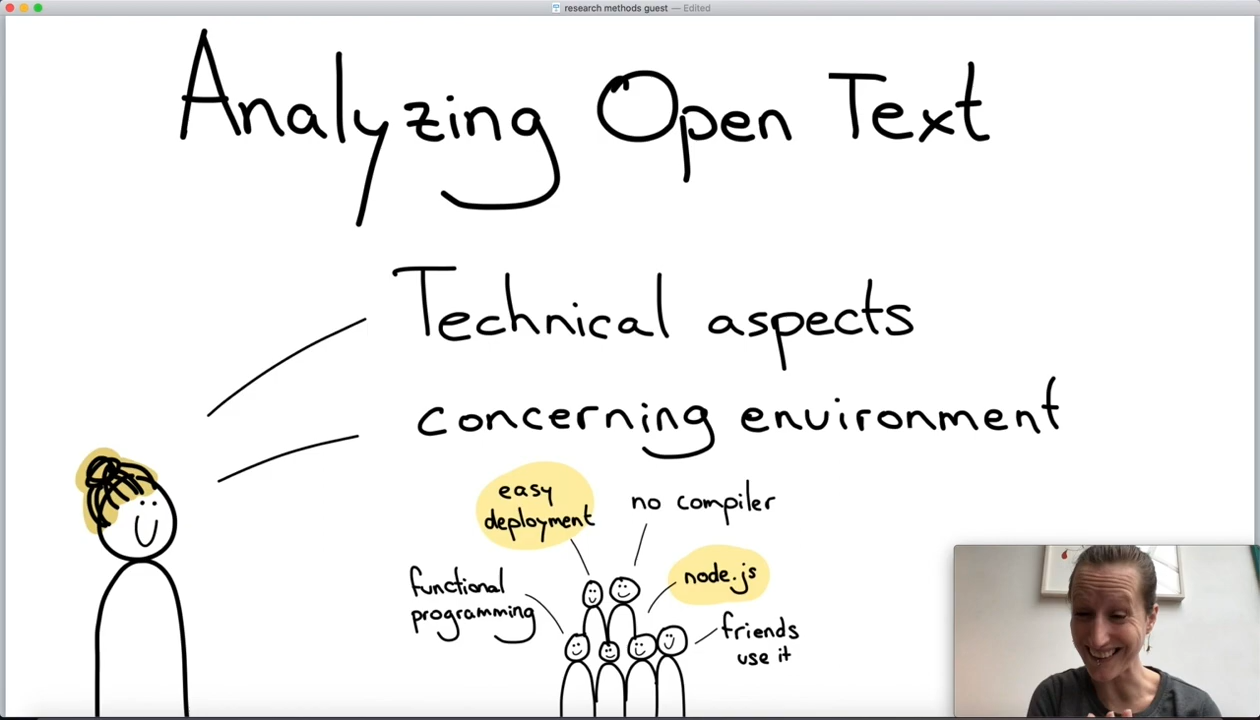 research methods guest — Edited
Analyzing Open Text
Technical aspects
concerning environment
easy
deployment
no compiler
functional
programming
node.js
friends
use it